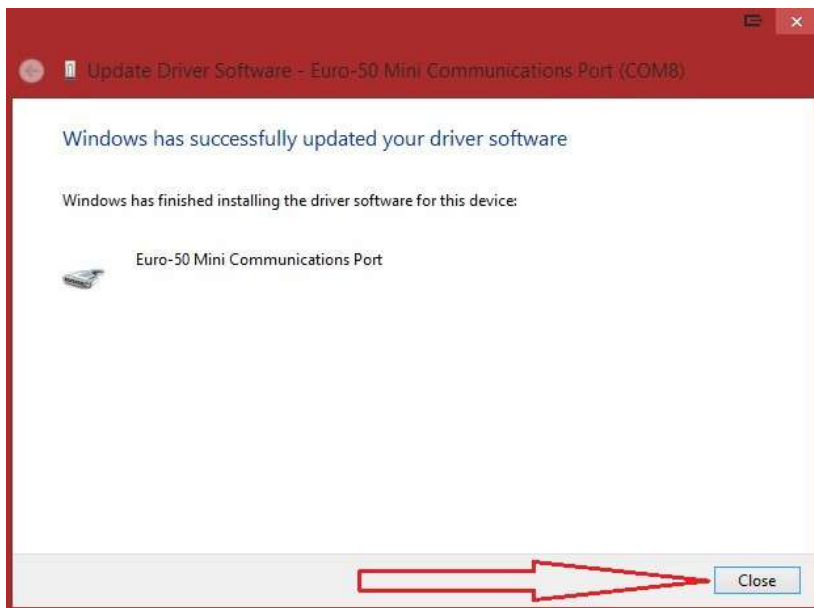 Update Driver Software - Euro-50 Mini Communications Port (COM8)
Windows has successfully updated your driver software
Windows has finished installing the driver software for this device:
Euro-50 Mini Communications Port
Close